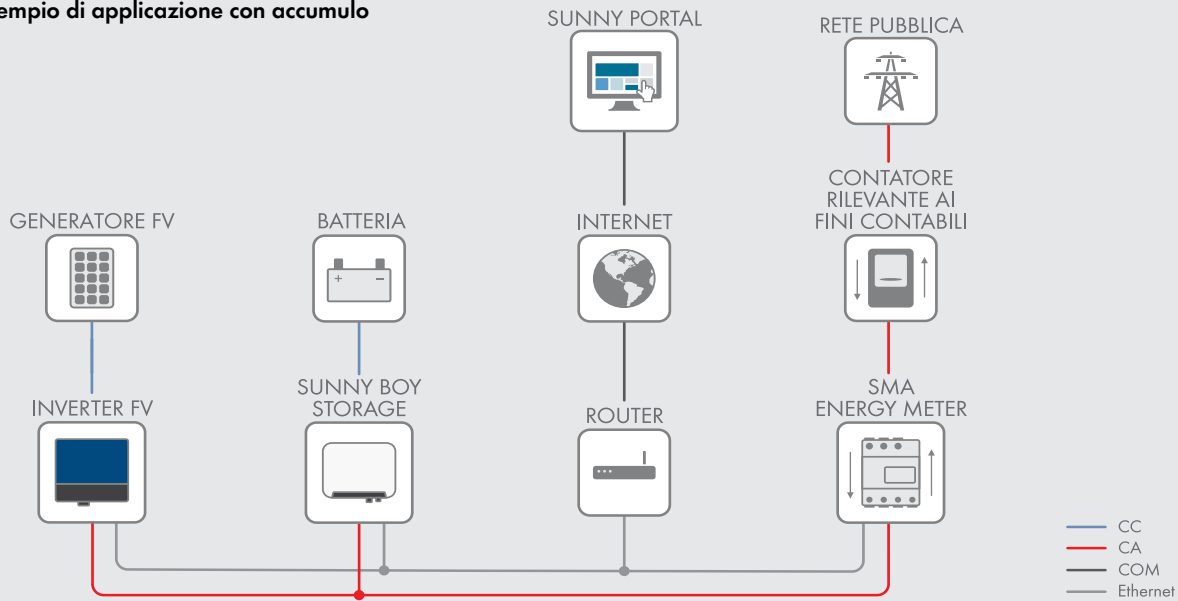 empio di applicazione con accumulo
SUNNY PORTAL
RETE PUBBLICA
GENERATORE FV
BATTERIA
INTERNET
CONTATORE
RILEVANTE AI
FINI CONTABILI
INVERTER FV
SUNNY BOY
STORAGE
ROUTER
SMA
ENERGY METER
CC
CA
COM
Ethernet